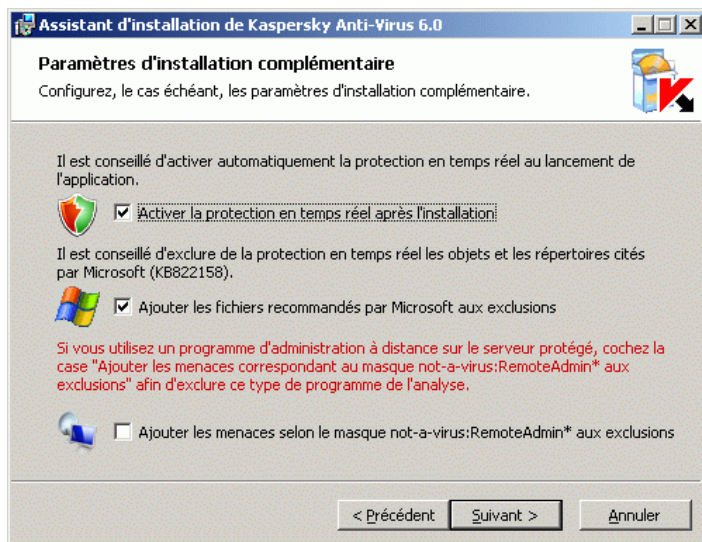 Assistant d'installation de Kaspersky Anti-Virus 6.0
Paramètres d'installation complémentaire
Configurez, le cas échéant, les paramètres d'installation complémentaire.
Il est conseillé d'activer automatiquement la protection en temps réel au lancement de
l'application.
Activer la protection en temps réel après l'installation
Il est conseillé d'exclure de la protection en temps réel les objets et les répertoires cités
par Microsoft (KB822158).
Ajouter les fichiers recommandés par Microsoft aux exclusions
Si vous utilisez un programme d'administration à distance sur le serveur protégé, cochez la
case "Ajouter les menaces correspondant au masque not-a-virus:RemoteAdmin* aux
exclusions" afin d'exclure ce type de programme de l'analyse.
Ajouter les menaces selon le masque not-a-virus:RemoteAdmin* aux exclusions
< Précédent Suivant > Annuler